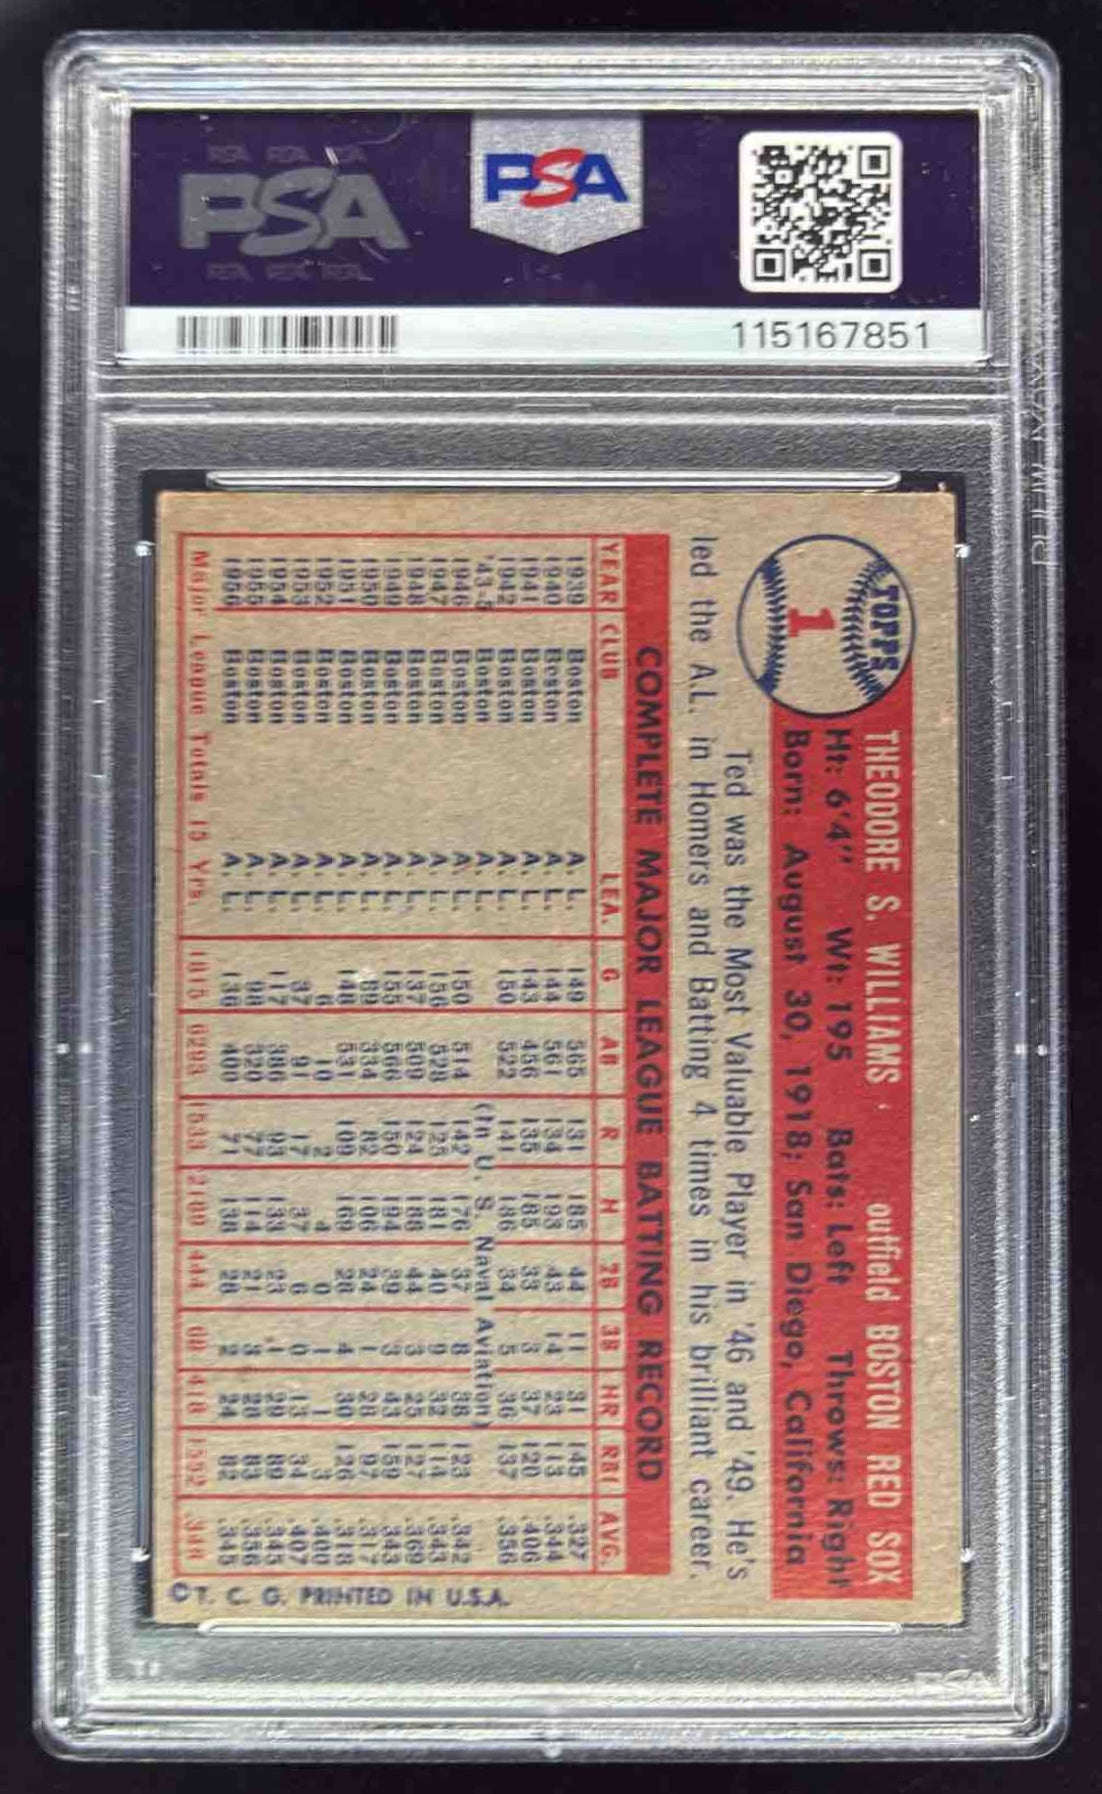 PSA PSA PSA
PSA
PSA PSA PSA
PSA
115167851
TOPPS
1
THEODORE S. WILLIAMS · outfield BOSTON RED SOX
Ht: 6'4" Wt: 195 Bats: Left Throws: Right
Born: August 30, 1918; San Diego, California
Ted was the Most Valuable Player in '46 and '49. He's
led the A.L. in Homers and Batting 4 times in his brilliant career.
COMPLETE MAJOR LEAGUE BATTING RECORD
YEAR CLUB LEA. G AB R H 2B 3B HR RBI AVG.
1939 Boston A.L. 149 565 131 185 44 11 31 145 .327
1940 Boston A.L. 144 561 134 193 43 14 23 113 .344
1941 Boston A.L. 143 456 135 185 33 3 37 120 .406
1942 Boston A.L. 150 522 141 186 34 5 36 137 .356
'43-5 Boston A.L. (In U. S. Naval Aviation)
1946 Boston A.L. 150 514 142 176 37 8 38 123 .342
1947 Boston A.L. 156 528 125 181 40 9 32 114 .343
1948 Boston A.L. 137 509 124 188 44 3 25 127 .369
1949 Boston A.L. 155 566 150 194 39 3 43 159 .343
1950 Boston A.L. 89 334 82 106 24 1 28 97 .317
1951 Boston A.L. 148 531 109 169 28 4 30 126 .318
1952 Boston A.L. 6 10 2 4 0 1 1 3 .400
1953 Boston A.L. 37 91 17 37 6 0 13 34 .407
1954 Boston A.L. 117 386 93 133 23 1 29 89 .345
1955 Boston A.L. 98 320 77 114 21 3 28 83 .356
1956 Boston A.L. 136 400 71 138 28 2 24 82 .345
Major League Totals 15 Yrs. 1815 6293 1533 2189 444 68 418 1552 .348
©T. C. G. PRINTED IN U.S.A.
PSA